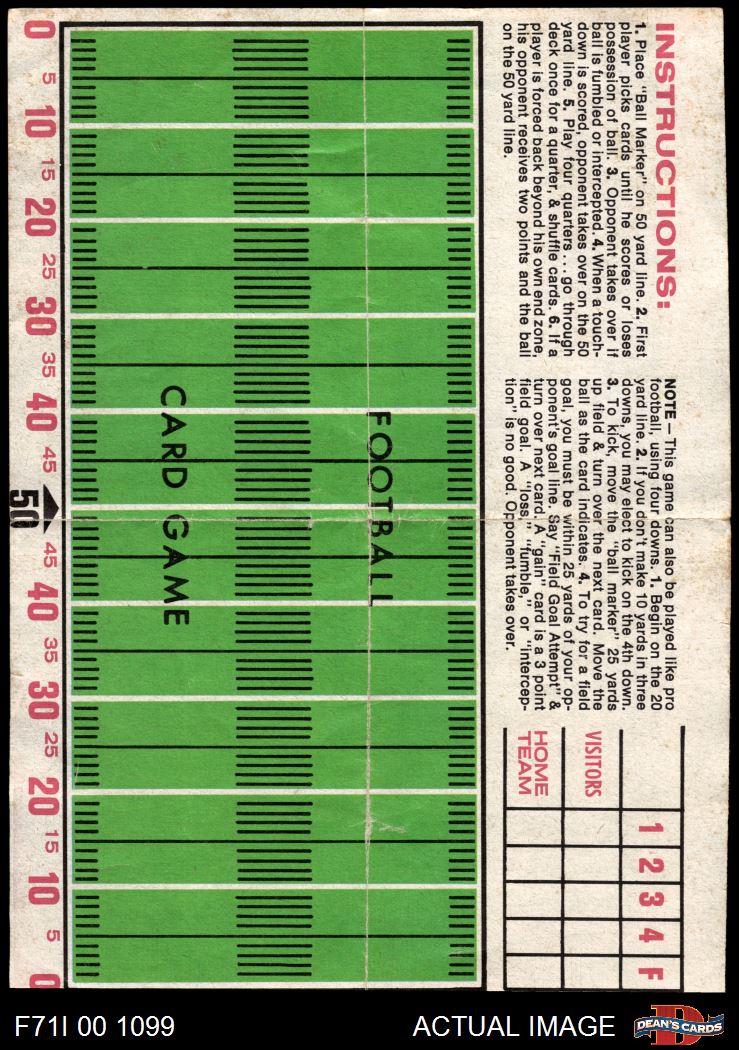 INSTRUCTIONS:
1. Place "Ball Marker" on 50 yard line. 2. First
player picks cards until he scores or loses
possession of ball. 3. Opponent takes over if
ball is fumbled or intercepted. 4. When a touch-
down is scored, opponent takes over on the 50
yard line. 5. Play four quarters . . . go through
deck once for a quarter, & shuffle cards. 6. If a
player is forced back beyond his own end zone,
his opponent receives two points and the ball
on the 50 yard line.
NOTE – This game can also be played like pro
football, using four downs. 1. Begin on the 20
yard line. 2. If you don't make 10 yards in three
downs, you may elect to kick on the 4th down.
3. To kick, move the "ball marker" 25 yards
up field & turn over the next card. Move the
ball as the card indicates. 4. To try for a field
goal, you must be within 25 yards of your op-
ponent's goal line. Say "Field Goal Attempt" &
turn over next card. A "gain" card is a 3 point
field goal. A "loss," "fumble," or "intercep-
tion" is no good. Opponent takes over.
1 2 3 4 F
VISITORS
HOME
TEAM
FOOTBALL
CARD GAME
0 5 10 15 20 25 30 35 40 45 50 45 40 35 30 25 20 15 10 5 0
F71I 00 1099
ACTUAL IMAGE
D
DEAN'S CARDS